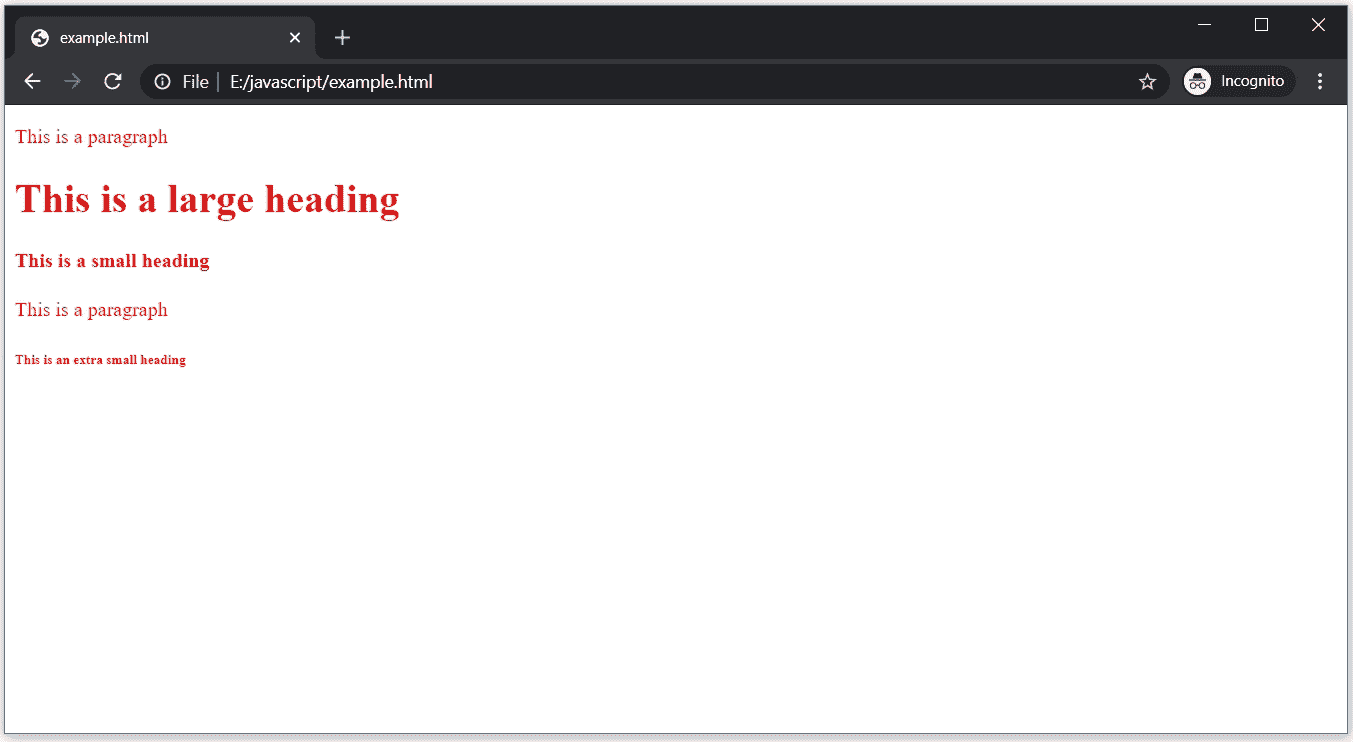 example.html
File E:/javascript/example.html Incognito
This is a paragraph
This is a large heading
This is a small heading
This is a paragraph
This is an extra small heading